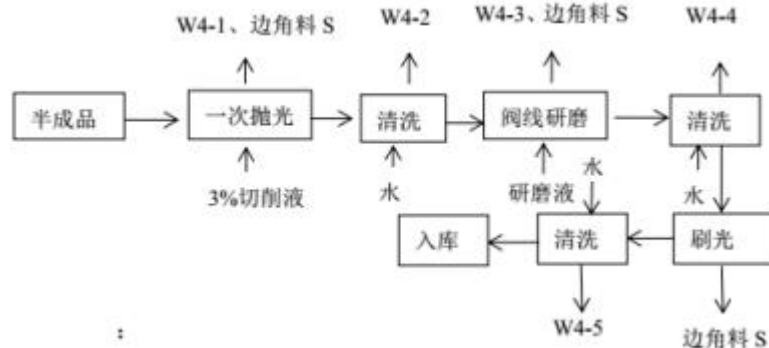 W4-1、边角料 S
W4-2
W4-3、边角料 S
W4-4
半成品
一次抛光
清洗
阀线研磨
清洗
3%切削液
水
研磨液
水
水
入库
清洗
刷光
:
W4-5
边角料 S